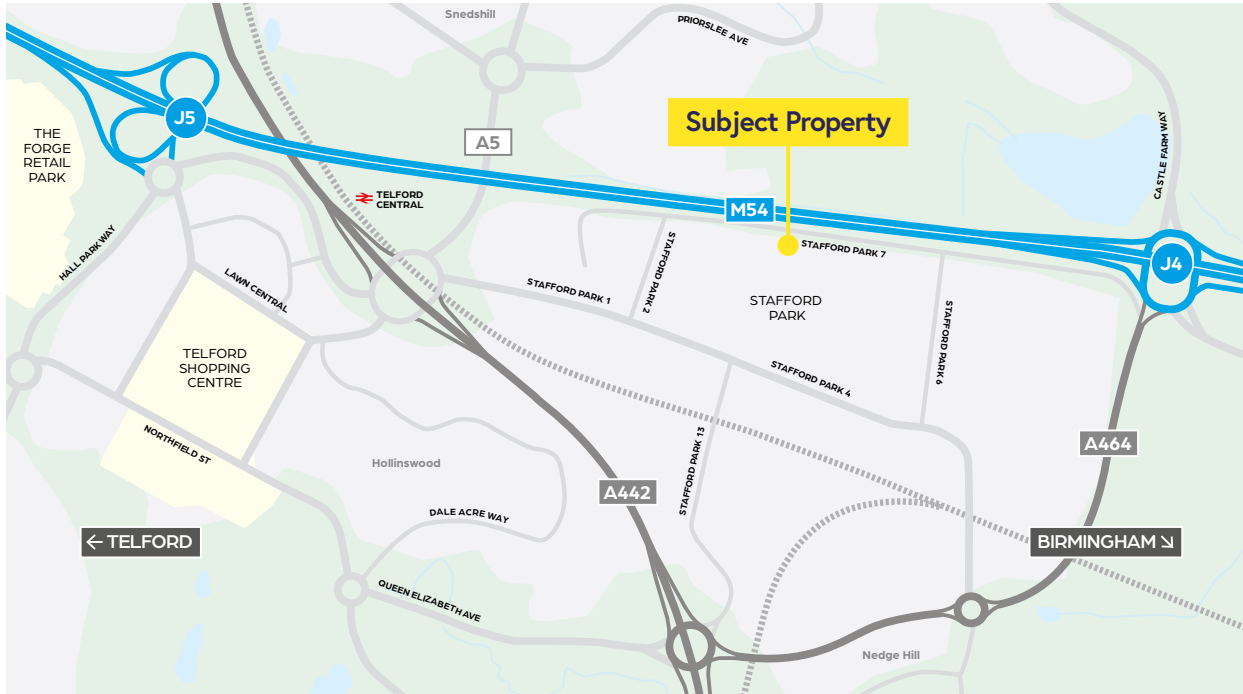 Snedshill
PRIORSLEE AVE
J5
A5
Subject Property
THE
FORGE
RETAIL
PARK
CASTLE FARM WAY
TELFORD
CENTRAL
M54
HALL PARK WAY
STAFFORD PARK 7
J4
STAFFORD PARK 2
LAWN CENTRAL
STAFFORD PARK 1
STAFFORD
PARK
STAFFORD PARK 6
TELFORD
SHOPPING
CENTRE
STAFFORD PARK 4
NORTHFIELD ST
STAFFORD PARK 13
A464
Hollinswood
A442
DALE ACRE WAY
← TELFORD
BIRMINGHAM ↘
QUEEN ELIZABETH AVE
Nedge Hill